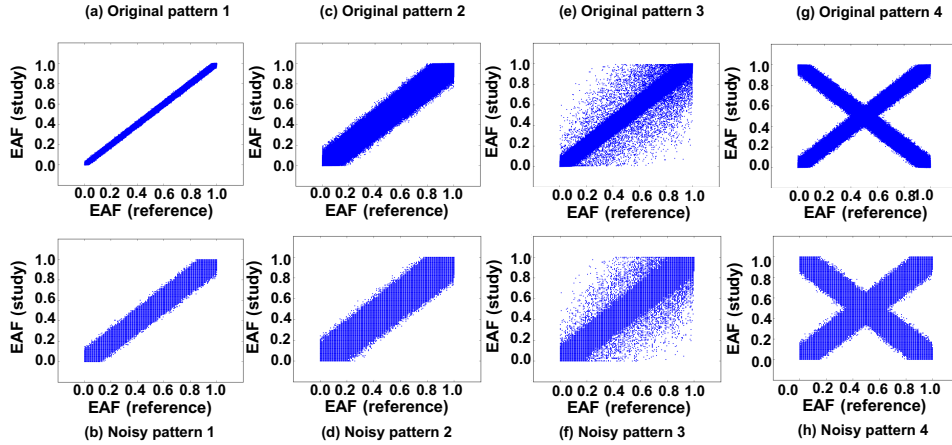 (a) Original pattern 1
(c) Original pattern 2
(e) Original pattern 3
(g) Original pattern 4
EAF (study)
1.0
0.8
0.6
0.4
0.2
0.0
0.0 0.2 0.4 0.6 0.8 1.0
EAF (reference)
EAF (study)
1.0
0.8
0.6
0.4
0.2
0.0
0.0 0.2 0.4 0.6 0.8 1.0
EAF (reference)
EAF (study)
1.0
0.8
0.6
0.4
0.2
0.0
0.0 0.2 0.4 0.6 0.8 1.0
EAF (reference)
EAF (study)
1.0
0.8
0.6
0.4
0.2
0.0
0.0 0.2 0.4 0.6 0.8 1.0
EAF (reference)
EAF (study)
1.0
0.8
0.6
0.4
0.2
0.0
0.0 0.2 0.4 0.6 0.8 1.0
EAF (reference)
EAF (study)
1.0
0.8
0.6
0.4
0.2
0.0
0.0 0.2 0.4 0.6 0.8 1.0
EAF (reference)
EAF (study)
1.0
0.8
0.6
0.4
0.2
0.0
0.0 0.2 0.4 0.6 0.8 1.0
EAF (reference)
EAF (study)
1.0
0.8
0.6
0.4
0.2
0.0
0.0 0.2 0.4 0.6 0.8 1.0
EAF (reference)
(b) Noisy pattern 1
(d) Noisy pattern 2
(f) Noisy pattern 3
(h) Noisy pattern 4